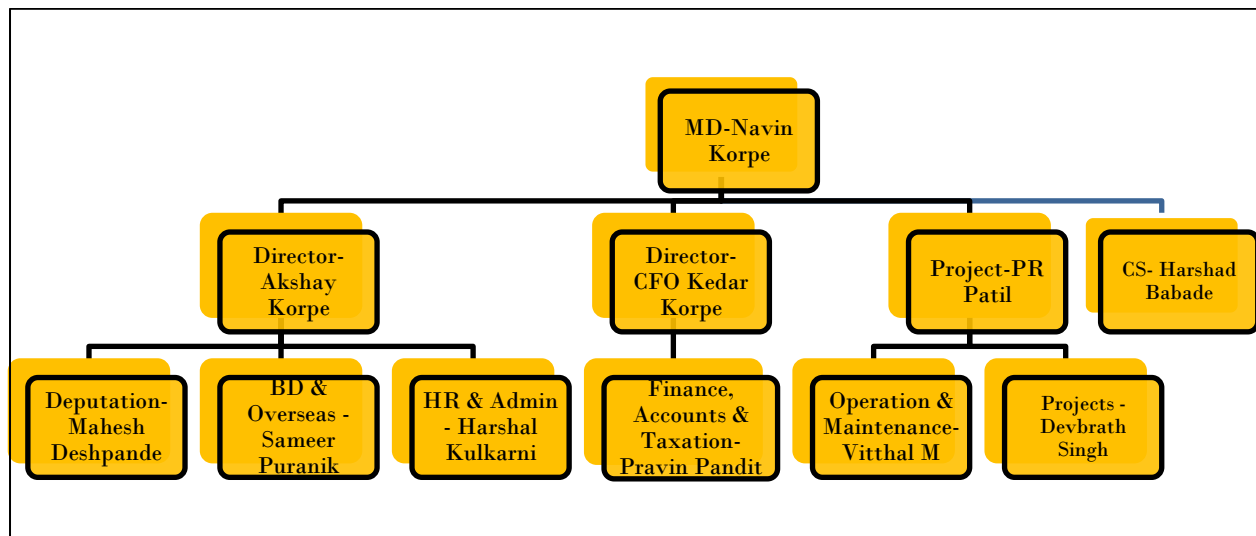 MD-Navin
Korpe
Director-
Akshay
Korpe
Director-
CFO Kedar
Korpe
Project-PR
Patil
CS- Harshad
Babade
Deputation-
Mahesh
Deshpande
BD &
Overseas -
Sameer
Puranik
HR & Admin
- Harshal
Kulkarni
Finance,
Accounts &
Taxation-
Pravin Pandit
Operation &
Maintenance-
Vitthal M
Projects -
Devbrath
Singh